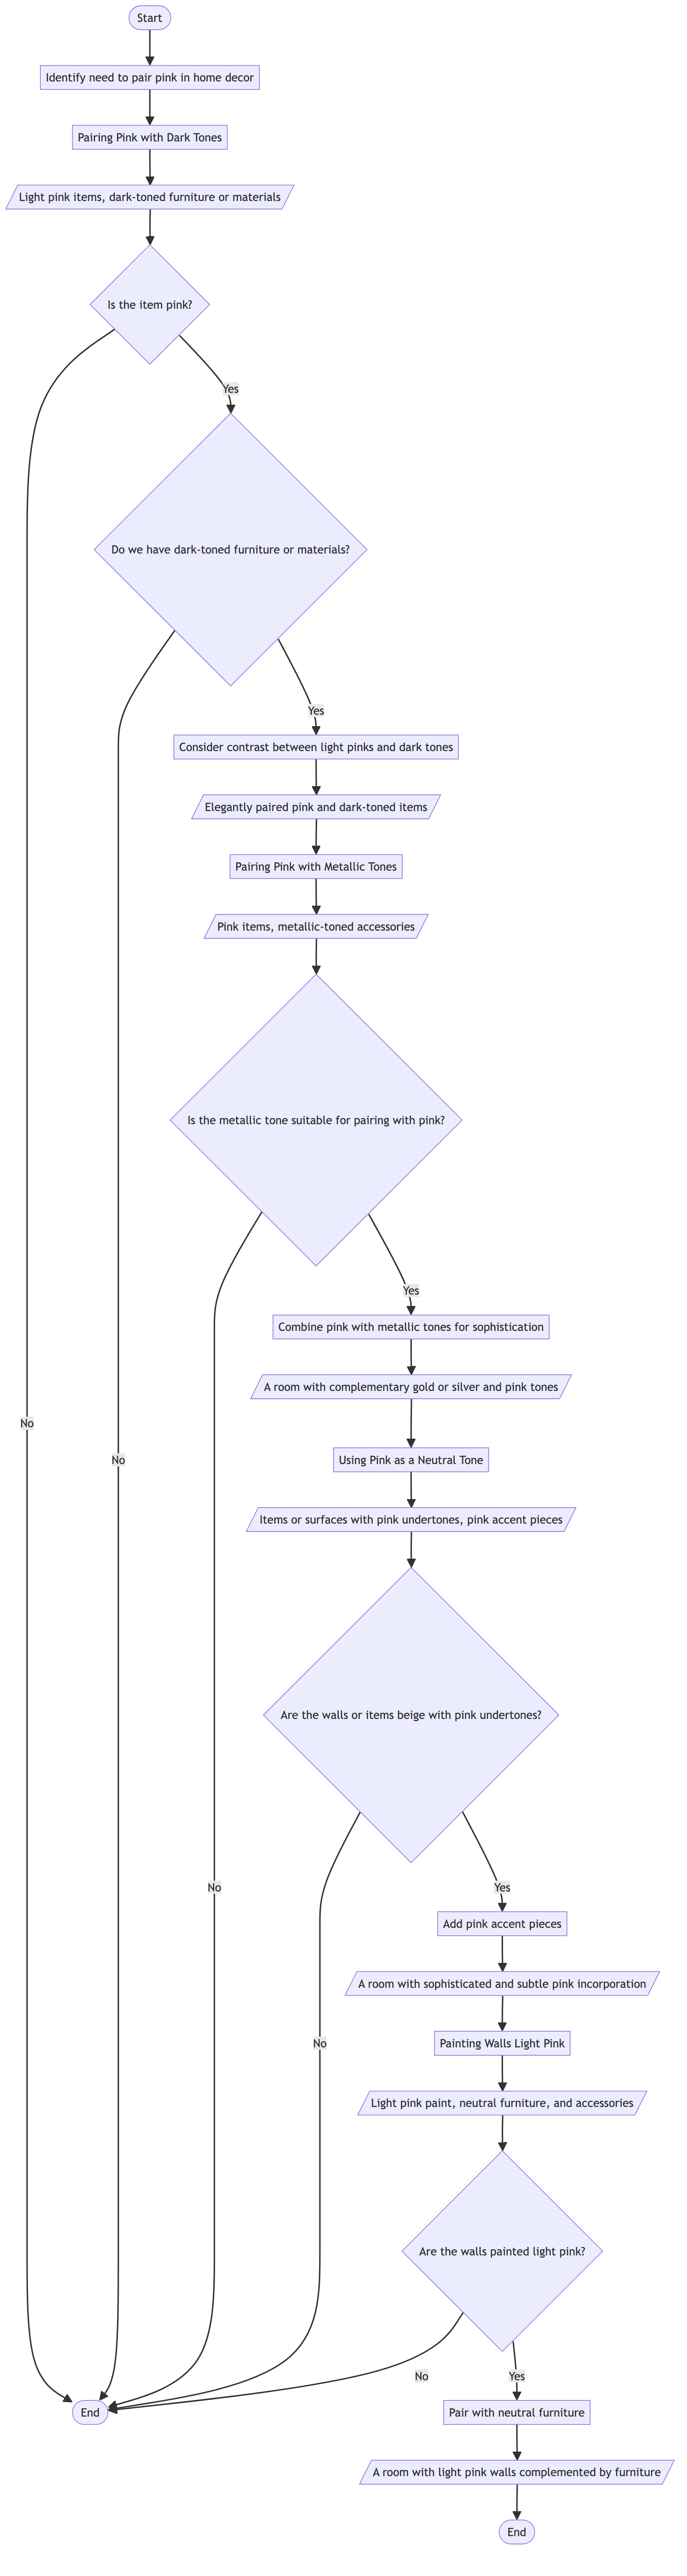 Start
Identify need to pair pink in home decor
Pairing Pink with Dark Tones
Light pink items, dark-toned furniture or materials
Is the item pink?
Yes
Do we have dark-toned furniture or materials?
Yes
Consider contrast between light pinks and dark tones
Elegantly paired pink and dark-toned items
Pairing Pink with Metallic Tones
Pink items, metallic-toned accessories
Is the metallic tone suitable for pairing with pink?
Yes
Combine pink with metallic tones for sophistication
A room with complementary gold or silver and pink tones
No
Using Pink as a Neutral Tone
No
Items or surfaces with pink undertones, pink accent pieces
Are the walls or items beige with pink undertones?
No
Yes
Add pink accent pieces
A room with sophisticated and subtle pink incorporation
No
Painting Walls Light Pink
Light pink paint, neutral furniture, and accessories
Are the walls painted light pink?
No
Yes
End
Pair with neutral furniture
A room with light pink walls complemented by furniture
End